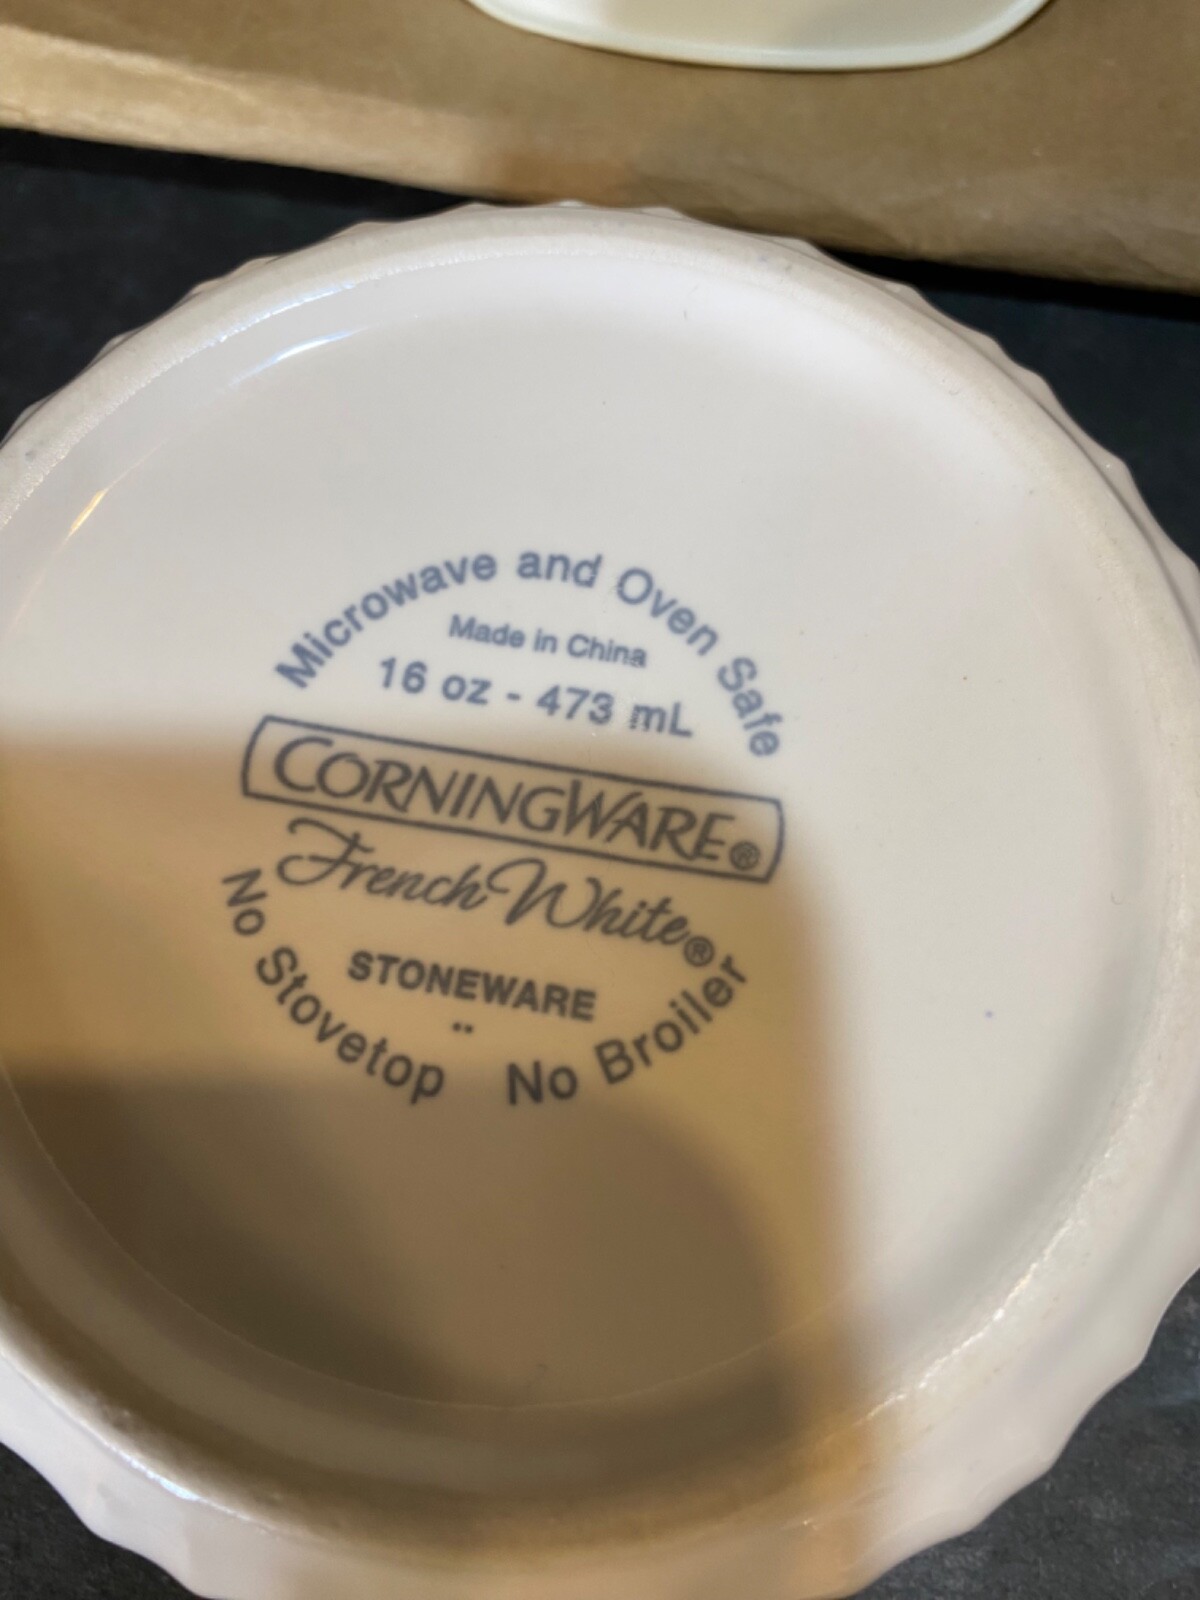 Microwave and Oven Safe
Made in China
16 oz - 473 mL
CORNINGWARE®
French White®
STONEWARE
No Stovetop No Broiler